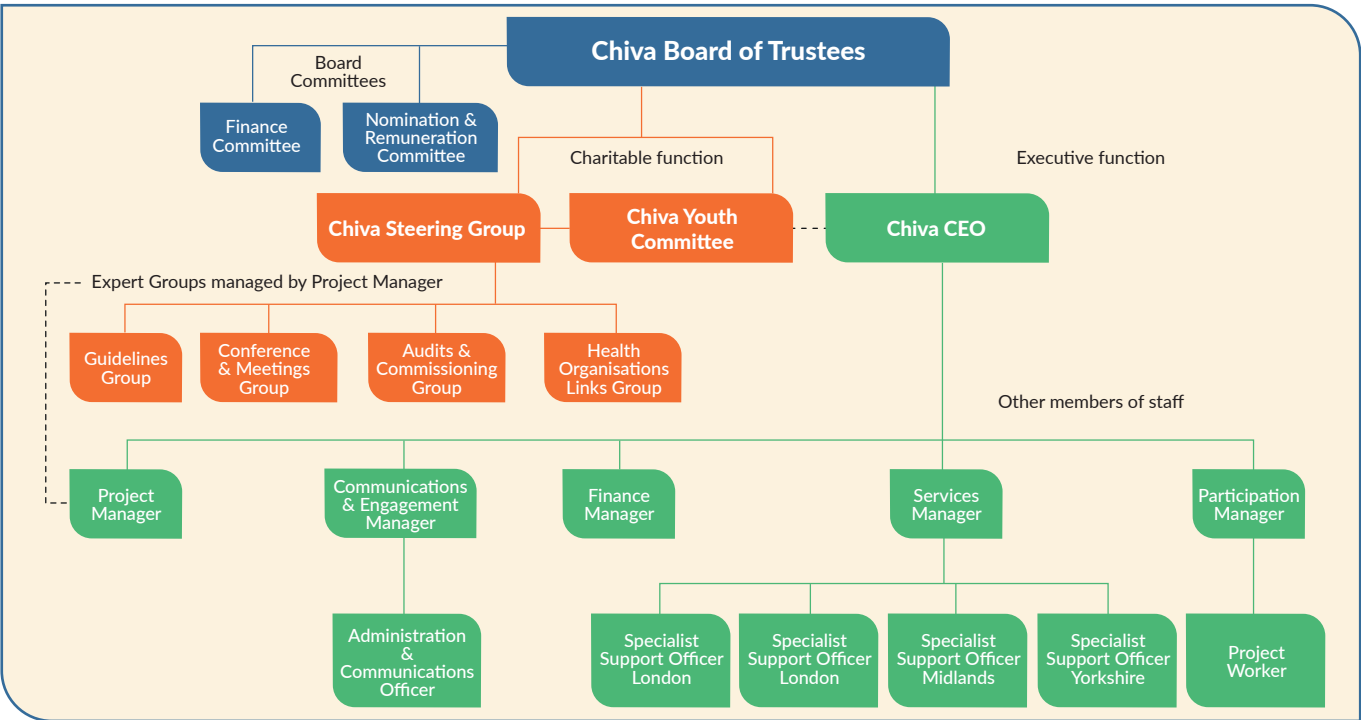 Chiva Board of Trustees
Board
Committees
Finance
Committee
Nomination &
Remuneration
Committee
Charitable function
Executive function
Chiva Steering Group
Chiva Youth
Committee
Chiva CEO
Expert Groups managed by Project Manager
Guidelines
Group
Conference
& Meetings
Group
Audits &
Commissioning
Group
Health
Organisations
Links Group
Other members of staff
Project
Manager
Communications
& Engagement
Manager
Finance
Manager
Services
Manager
Participation
Manager
Administration
&
Communications
Officer
Specialist
Support Officer
London
Specialist
Support Officer
London
Specialist
Support Officer
Midlands
Specialist
Support Officer
Yorkshire
Project
Worker